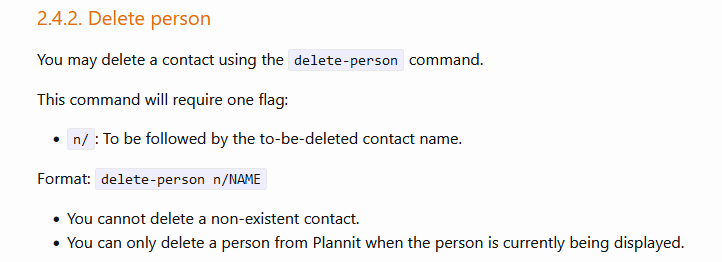 2.4.2. Delete person
You may delete a contact using the delete-person command.
This command will require one flag:
• n/ : To be followed by the to-be-deleted contact name.
Format: delete-person n/NAME
• You cannot delete a non-existent contact.
• You can only delete a person from Plannit when the person is currently being displayed.